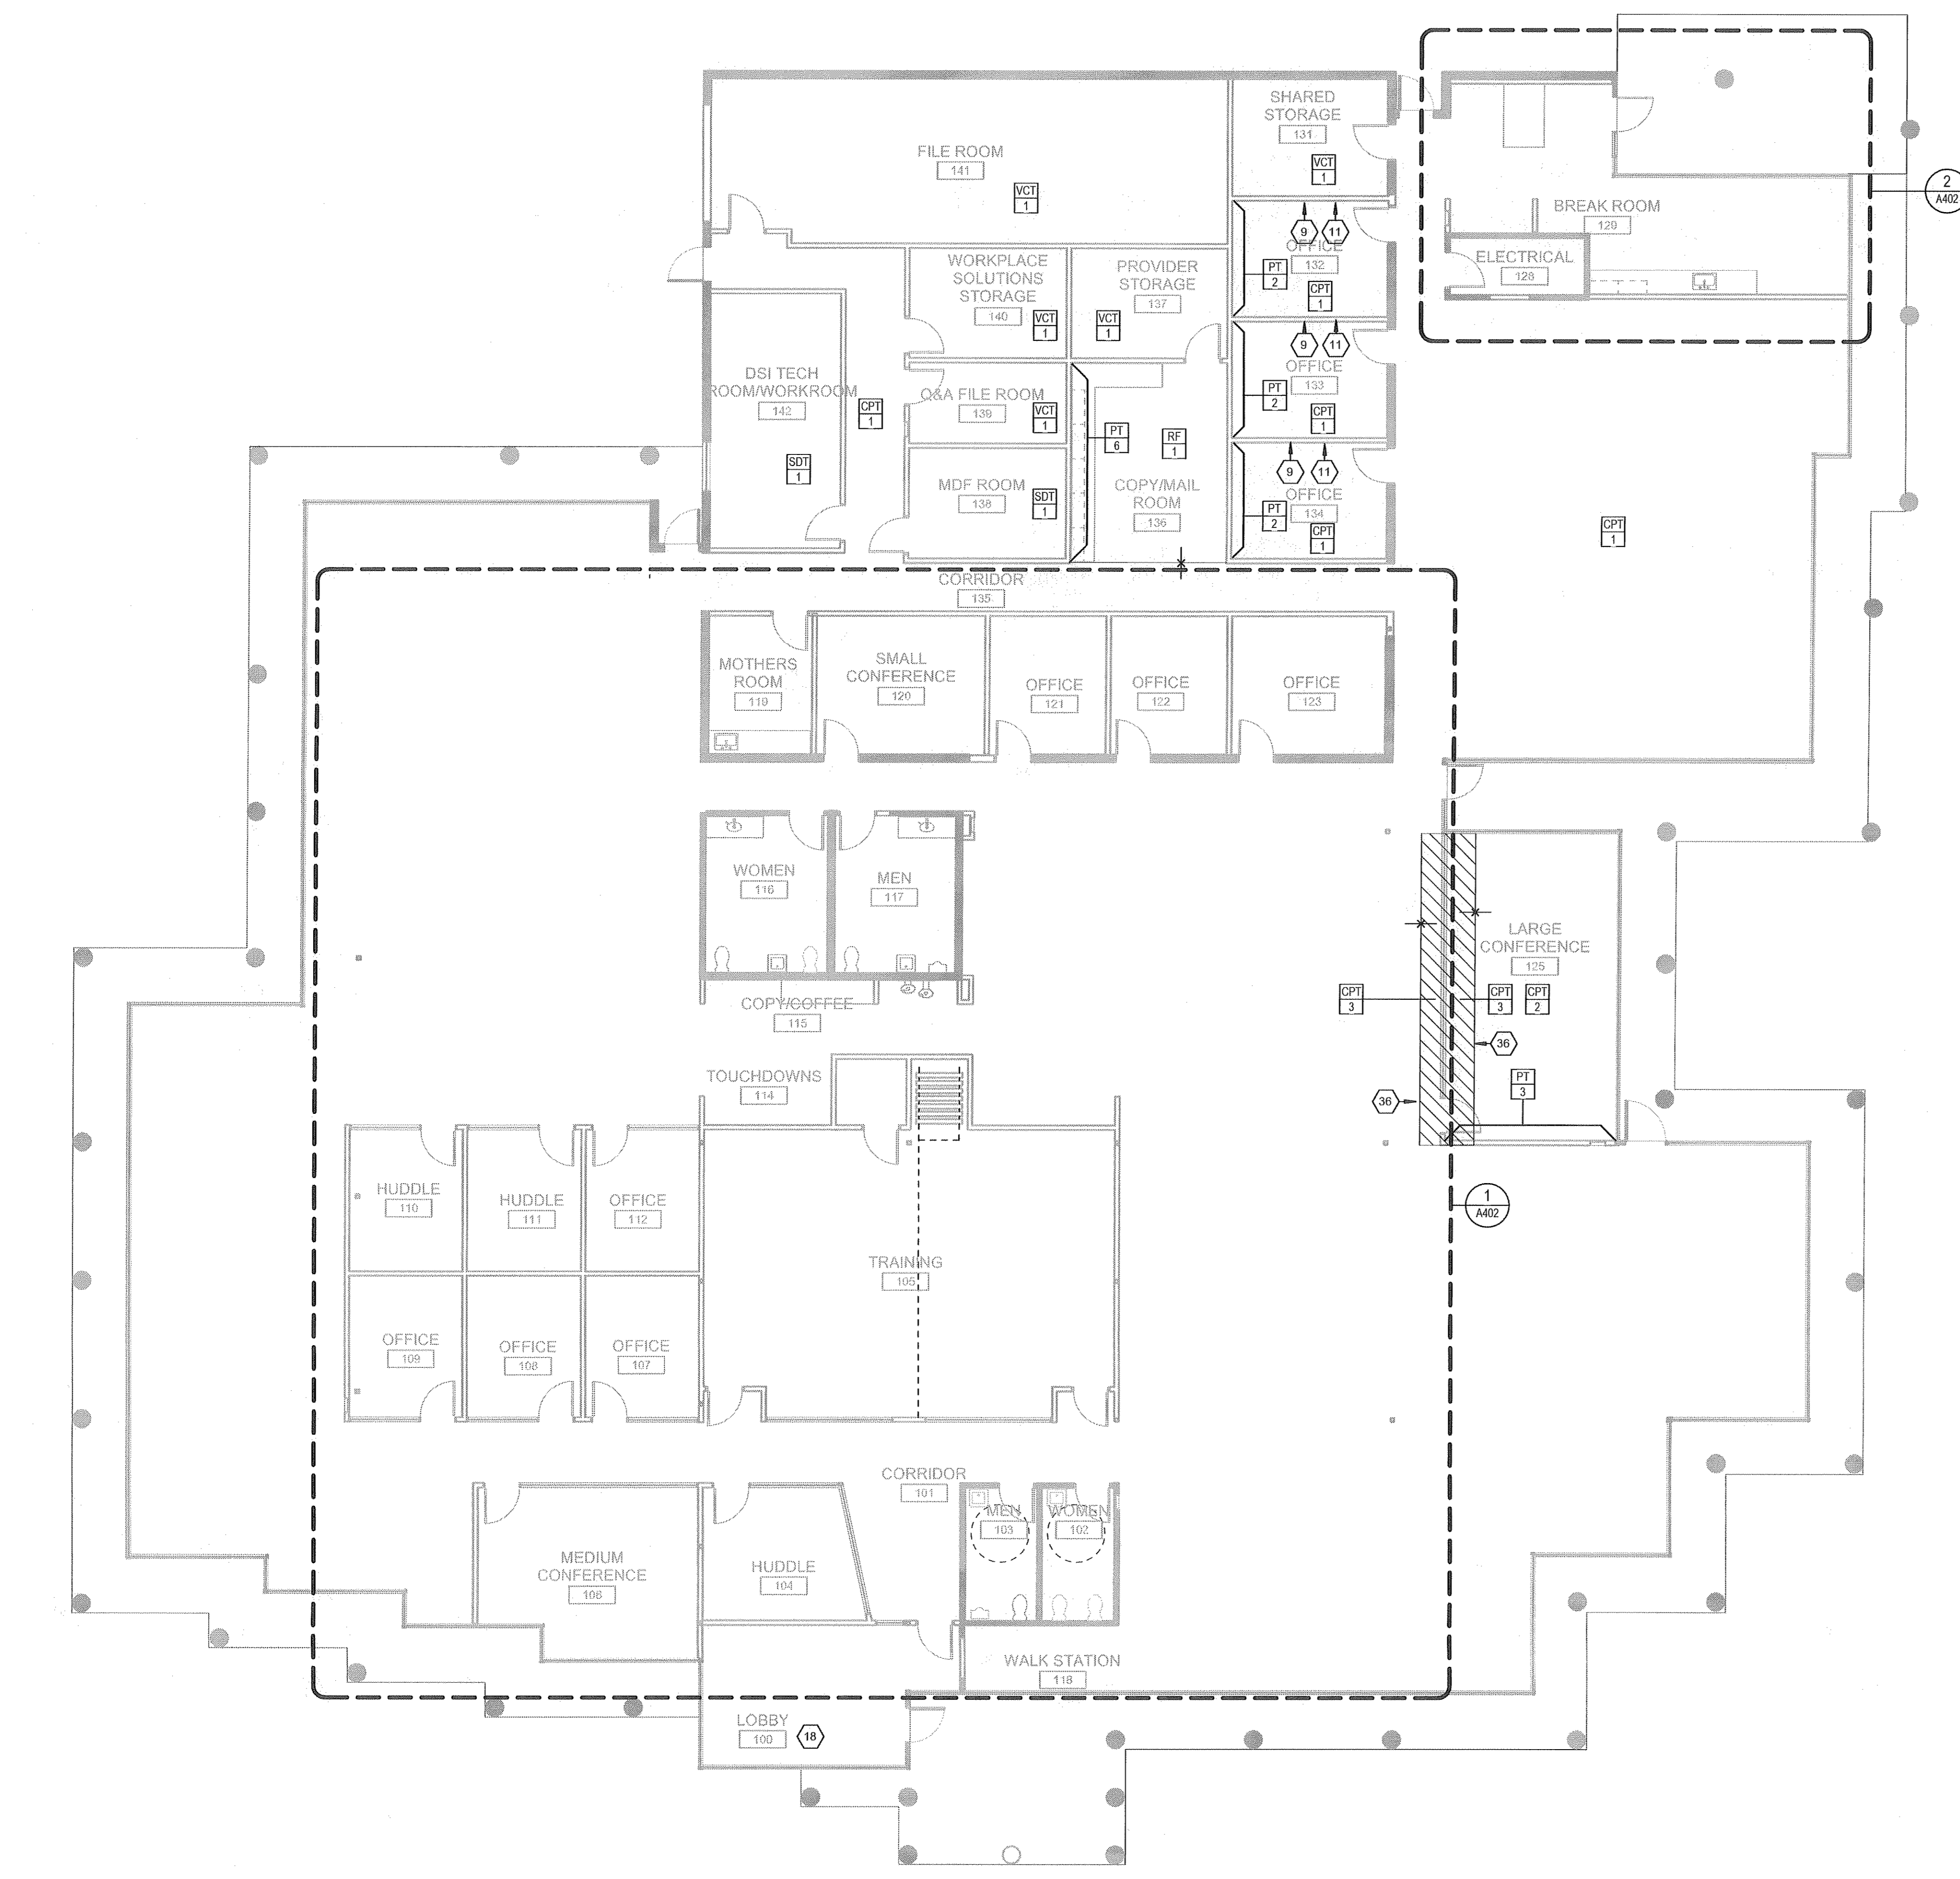 SHARED
STORAGE
131
VCT
1
2
A402
FILE ROOM
141
VCT
1
BREAK ROOM
129
9
11
OFFICE
132
PT
2
CPT
1
ELECTRICAL
128
WORKPLACE
SOLUTIONS
STORAGE
140
VCT
1
PROVIDER
STORAGE
137
VCT
1
9
11
OFFICE
133
PT
2
CPT
1
DSI TECH
ROOM/WORKROOM
142
CPT
1
SDT
1
Q&A FILE ROOM
139
VCT
1
PT
6
RF
1
9
11
OFFICE
134
PT
2
CPT
1
MDF ROOM
138
SDT
1
COPY/MAIL
ROOM
136
CPT
1
CORRIDOR
135
MOTHERS
ROOM
119
SMALL
CONFERENCE
120
OFFICE
121
OFFICE
122
OFFICE
123
WOMEN
116
MEN
117
LARGE
CONFERENCE
125
CPT
3
CPT
3
CPT
2
36
COPY/COFFEE
115
TOUCHDOWNS
114
PT
3
36
1
A402
HUDDLE
110
HUDDLE
111
OFFICE
112
TRAINING
105
OFFICE
109
OFFICE
108
OFFICE
107
CORRIDOR
101
MEN
103
WOMEN
102
MEDIUM
CONFERENCE
106
HUDDLE
104
WALK STATION
118
LOBBY
100
18